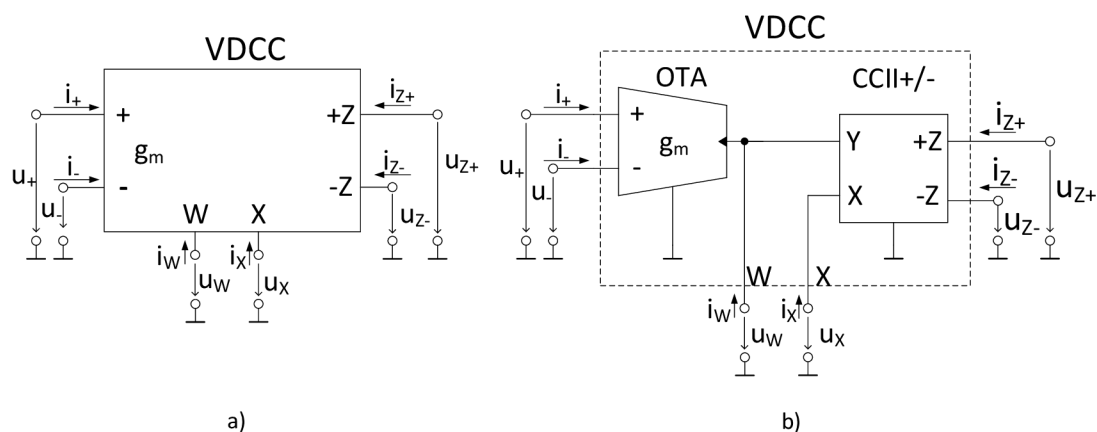 VDCC
i+
+
gm
i-
-
u+
u-
iZ+
+Z
iZ-
-Z
uZ+
uZ-
W
X
iW
iX
uW
uX
a)
VDCC
OTA
CCII+/-
i+
+
gm
i-
-
u+
u-
Y
X
+Z
-Z
iZ+
iZ-
uZ+
uZ-
W
X
iW
iX
uW
uX
b)